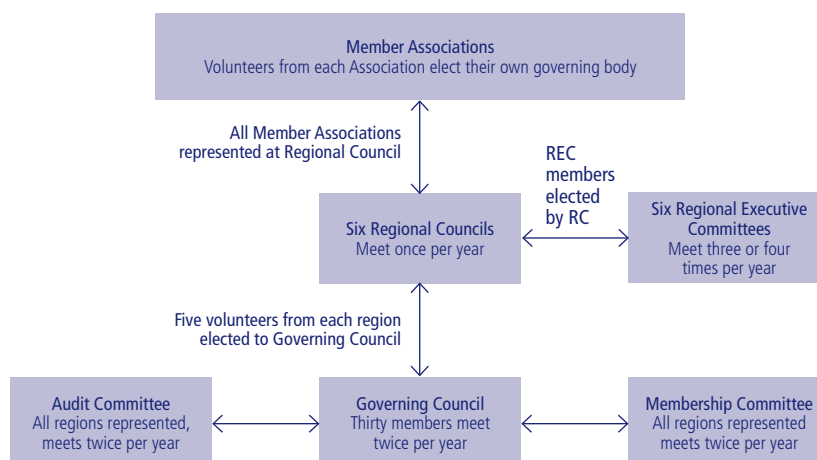 Member Associations
Volunteers from each Association elect their own governing body
All Member Associations
represented at Regional Council
REC
members
elected
by RC
Six Regional Councils
Meet once per year
Six Regional Executive
Committees
Meet three or four
times per year
Five volunteers from each region
elected to Governing Council
Audit Committee
All regions represented,
meets twice per year
Governing Council
Thirty members meet
twice per year
Membership Committee
All regions represented
meets twice per year